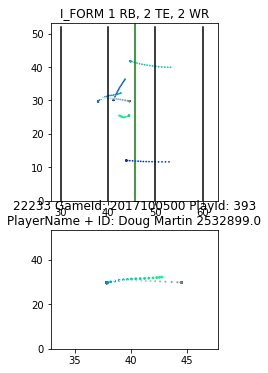 I_FORM 1 RB, 2 TE, 2 WR
50
40
30
20
10
0
30 40 50 60
22233 GameId: 2017100500 PlayId: 393
PlayerName + ID: Doug Martin 2532899.0
40
20
0
35 40 45